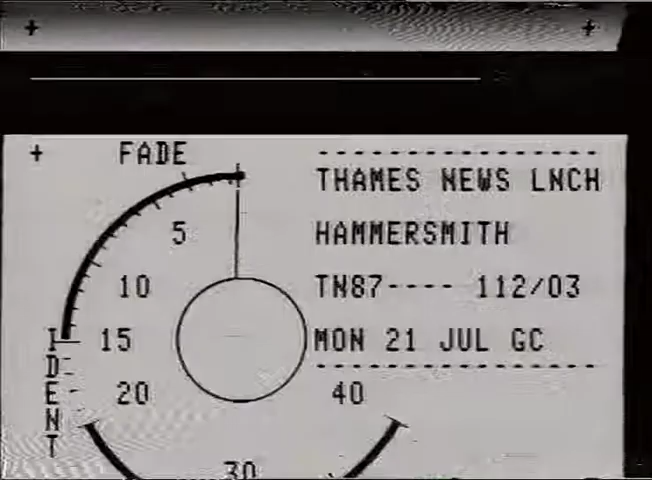 FADE
THAMES NEWS LNCH
5
HAMMERSMITH
10
TN87---- 112/03
IDENT
15
MON 21 JUL GC
20
40
30